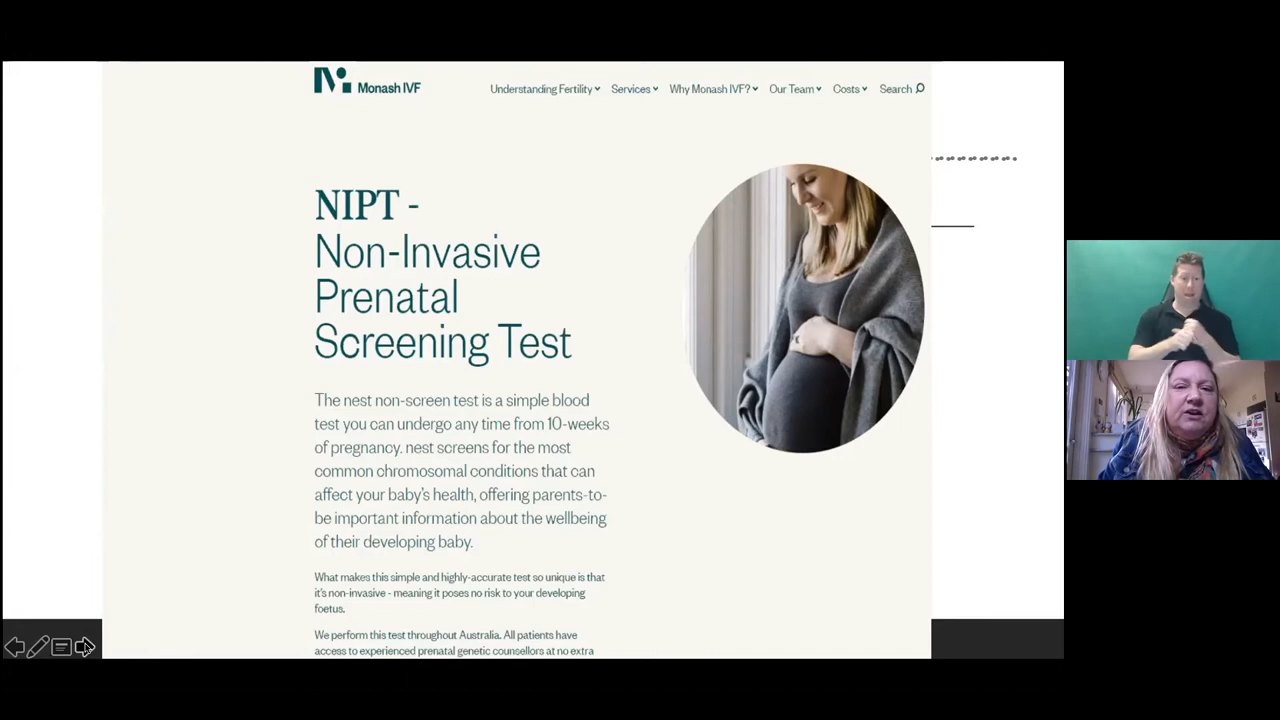 Monash IVF
Understanding Fertility Services Why Monash IVF? Our Team Costs Search
NIPT -
Non-Invasive
Prenatal
Screening Test
The nest non-screen test is a simple blood
test you can undergo any time from 10-weeks
of pregnancy. nest screens for the most
common chromosomal conditions that can
affect your baby's health, offering parents-to-
be important information about the wellbeing
of their developing baby.
What makes this simple and highly-accurate test so unique is that
it's non-invasive - meaning it poses no risk to your developing
foetus.
We perform this test throughout Australia. All patients have
access to experienced prenatal genetic counsellors at no extra